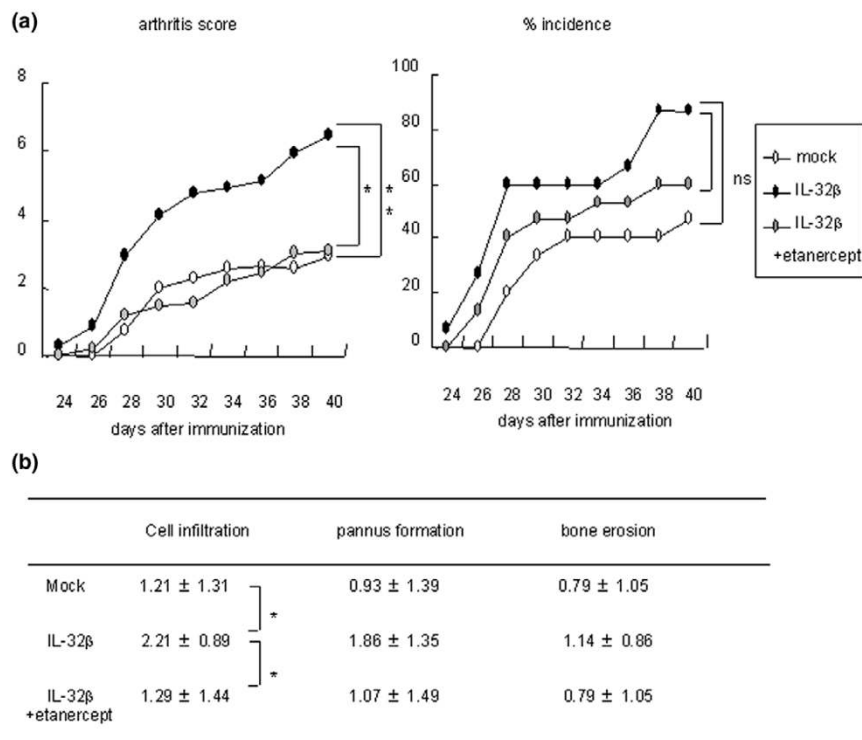 (a)
arthritis score
8
6
4
2
0
24 26 28 30 32 34 36 38 40
days after immunization
*
*
*
% incidence
100
80
60
40
20
0
24 26 28 30 32 34 36 38 40
days after immunization
ns
mock
IL-32β
IL-32β
+etanercept
(b)
Cell infiltration pannus formation bone erosion
Mock 1.21 ± 1.31 0.93 ± 1.39 0.79 ± 1.05
*
IL-32β 2.21 ± 0.89 1.86 ± 1.35 1.14 ± 0.86
*
IL-32β 1.29 ± 1.44 1.07 ± 1.49 0.79 ± 1.05
+etanercept